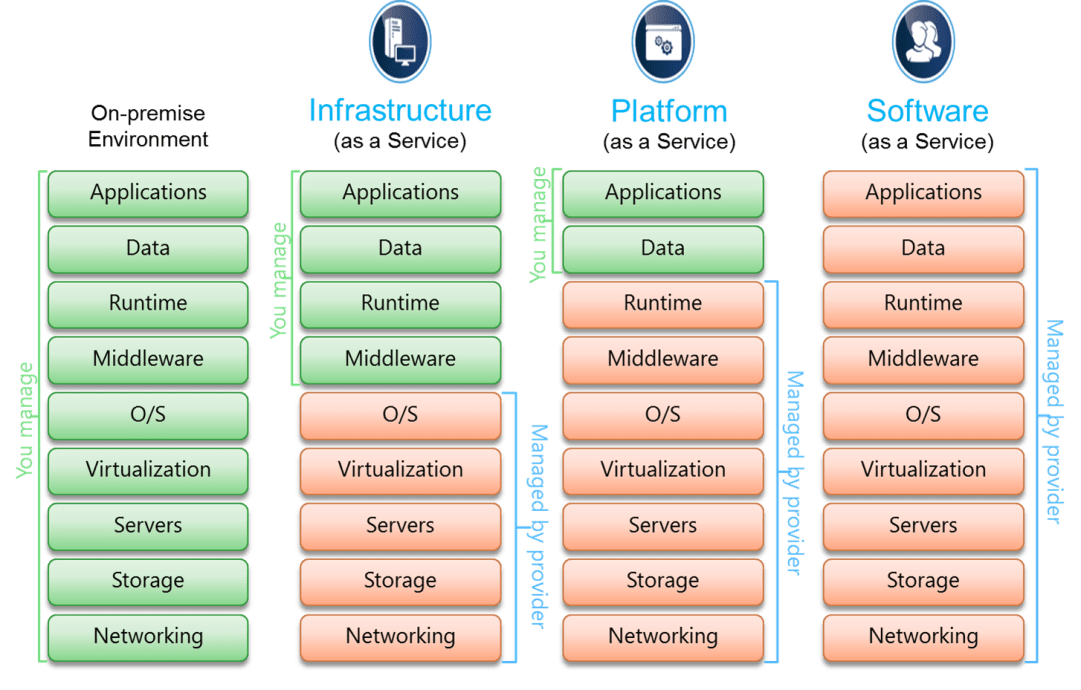 On-premise
Environment
You manage
Applications
Data
Runtime
Middleware
O/S
Virtualization
Servers
Storage
Networking
Infrastructure
(as a Service)
You manage
Applications
Data
Runtime
Middleware
O/S
Virtualization
Servers
Storage
Networking
Managed by provider
Platform
(as a Service)
You manage
Applications
Data
Runtime
Middleware
O/S
Virtualization
Servers
Storage
Networking
Managed by provider
Software
(as a Service)
Applications
Data
Runtime
Middleware
O/S
Virtualization
Servers
Storage
Networking
Managed by provider